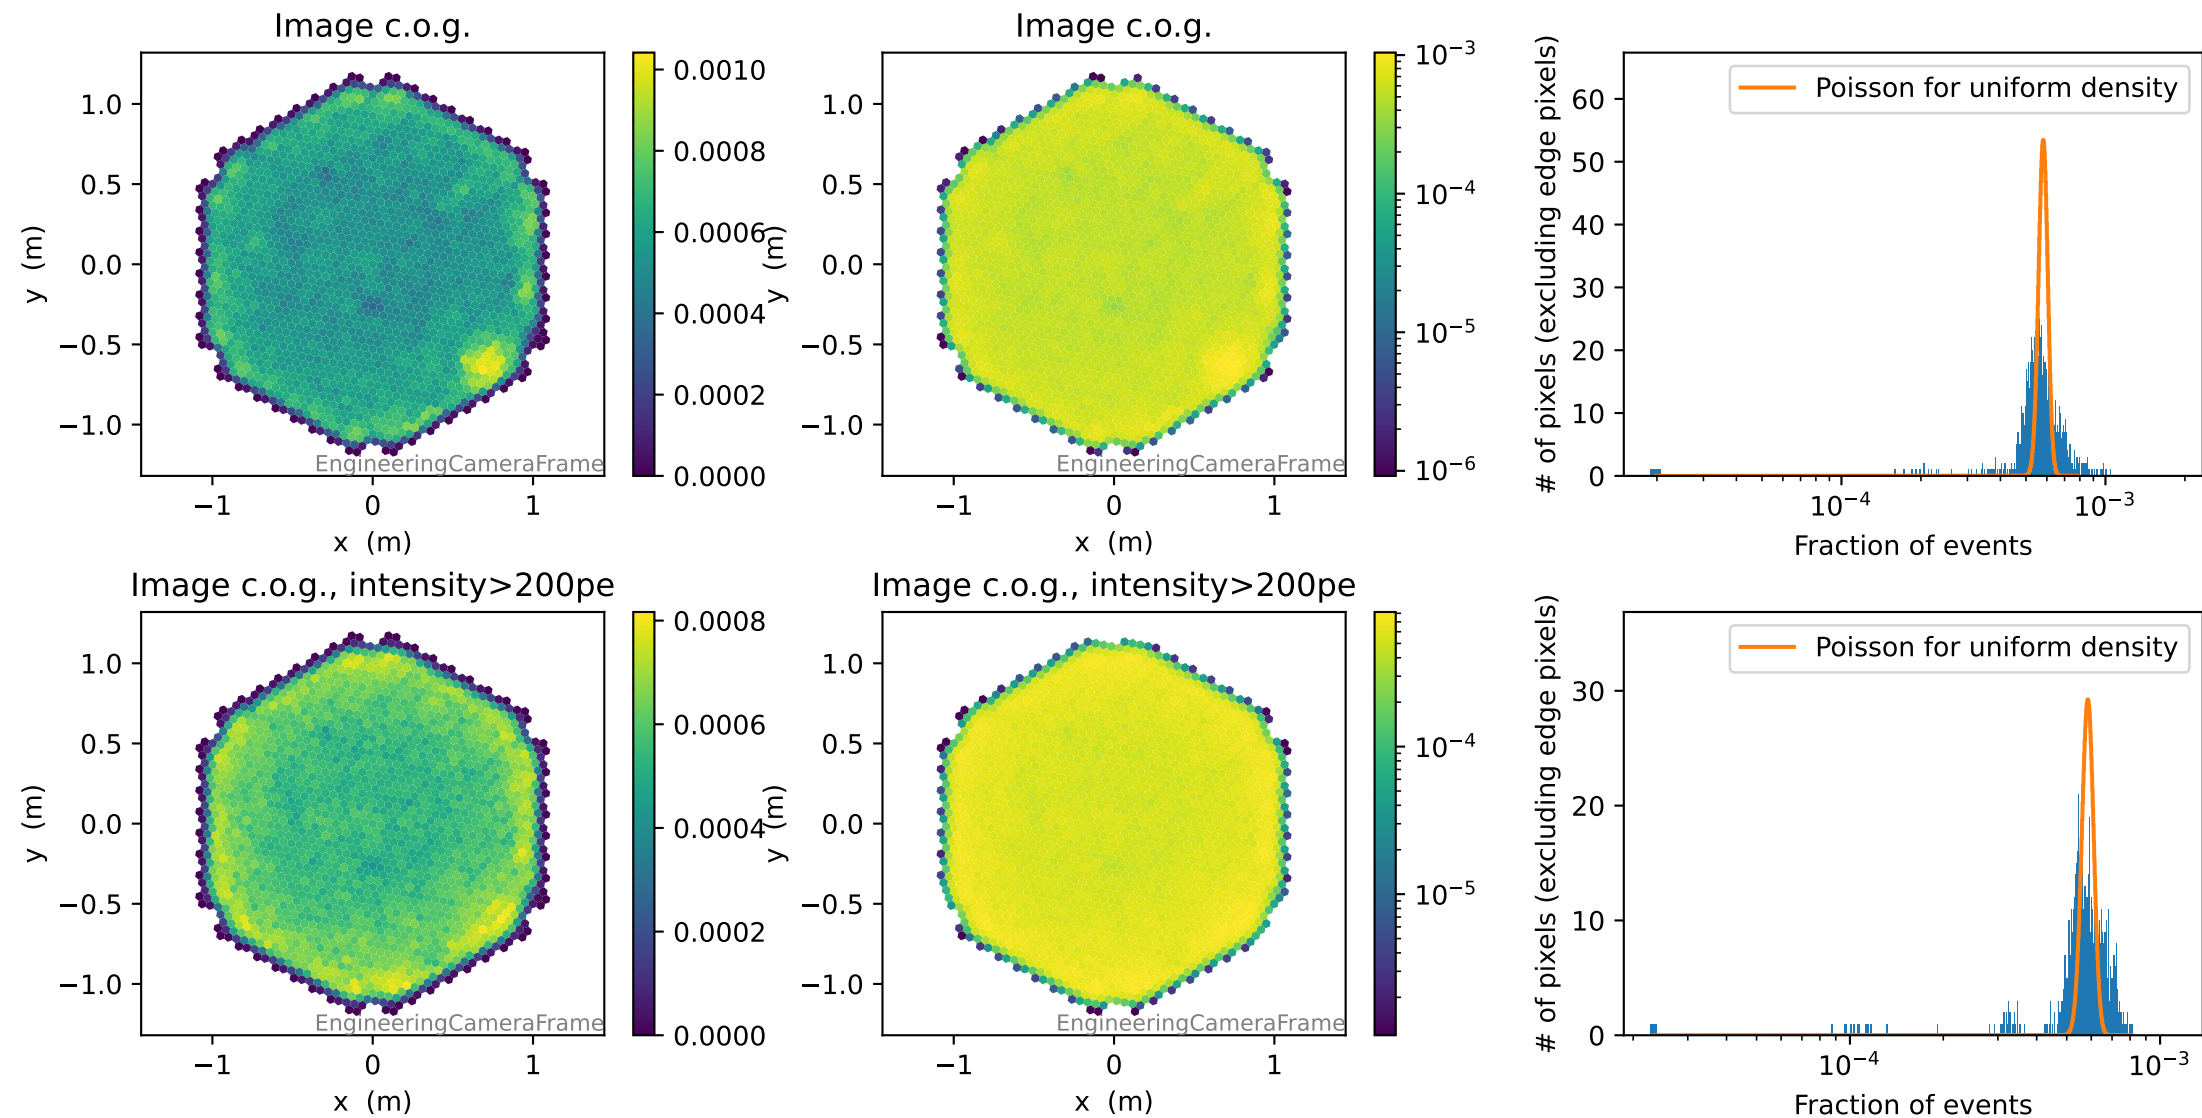 Image c.o.g.
1.0
0.5
0.0
−0.5
−1.0
y (m)
−1
0
1
x (m)
EngineeringCameraFrame
0.0010
0.0008
0.0006
0.0004
0.0002
0.0000
Image c.o.g.
1.0
0.5
0.0
−0.5
−1.0
y (m)
−1
0
1
x (m)
EngineeringCameraFrame
10⁻³
10⁻⁴
10⁻⁵
10⁻⁶
# of pixels (excluding edge pixels)
60
50
40
30
20
10
0
Poisson for uniform density
10⁻⁴
10⁻³
Fraction of events
Image c.o.g., intensity>200pe
1.0
0.5
0.0
−0.5
−1.0
y (m)
−1
0
1
x (m)
EngineeringCameraFrame
0.0008
0.0006
0.0004
0.0002
0.0000
Image c.o.g., intensity>200pe
1.0
0.5
0.0
−0.5
−1.0
y (m)
−1
0
1
x (m)
EngineeringCameraFrame
10⁻⁴
10⁻⁵
# of pixels (excluding edge pixels)
30
20
10
0
Poisson for uniform density
10⁻⁴
10⁻³
Fraction of events